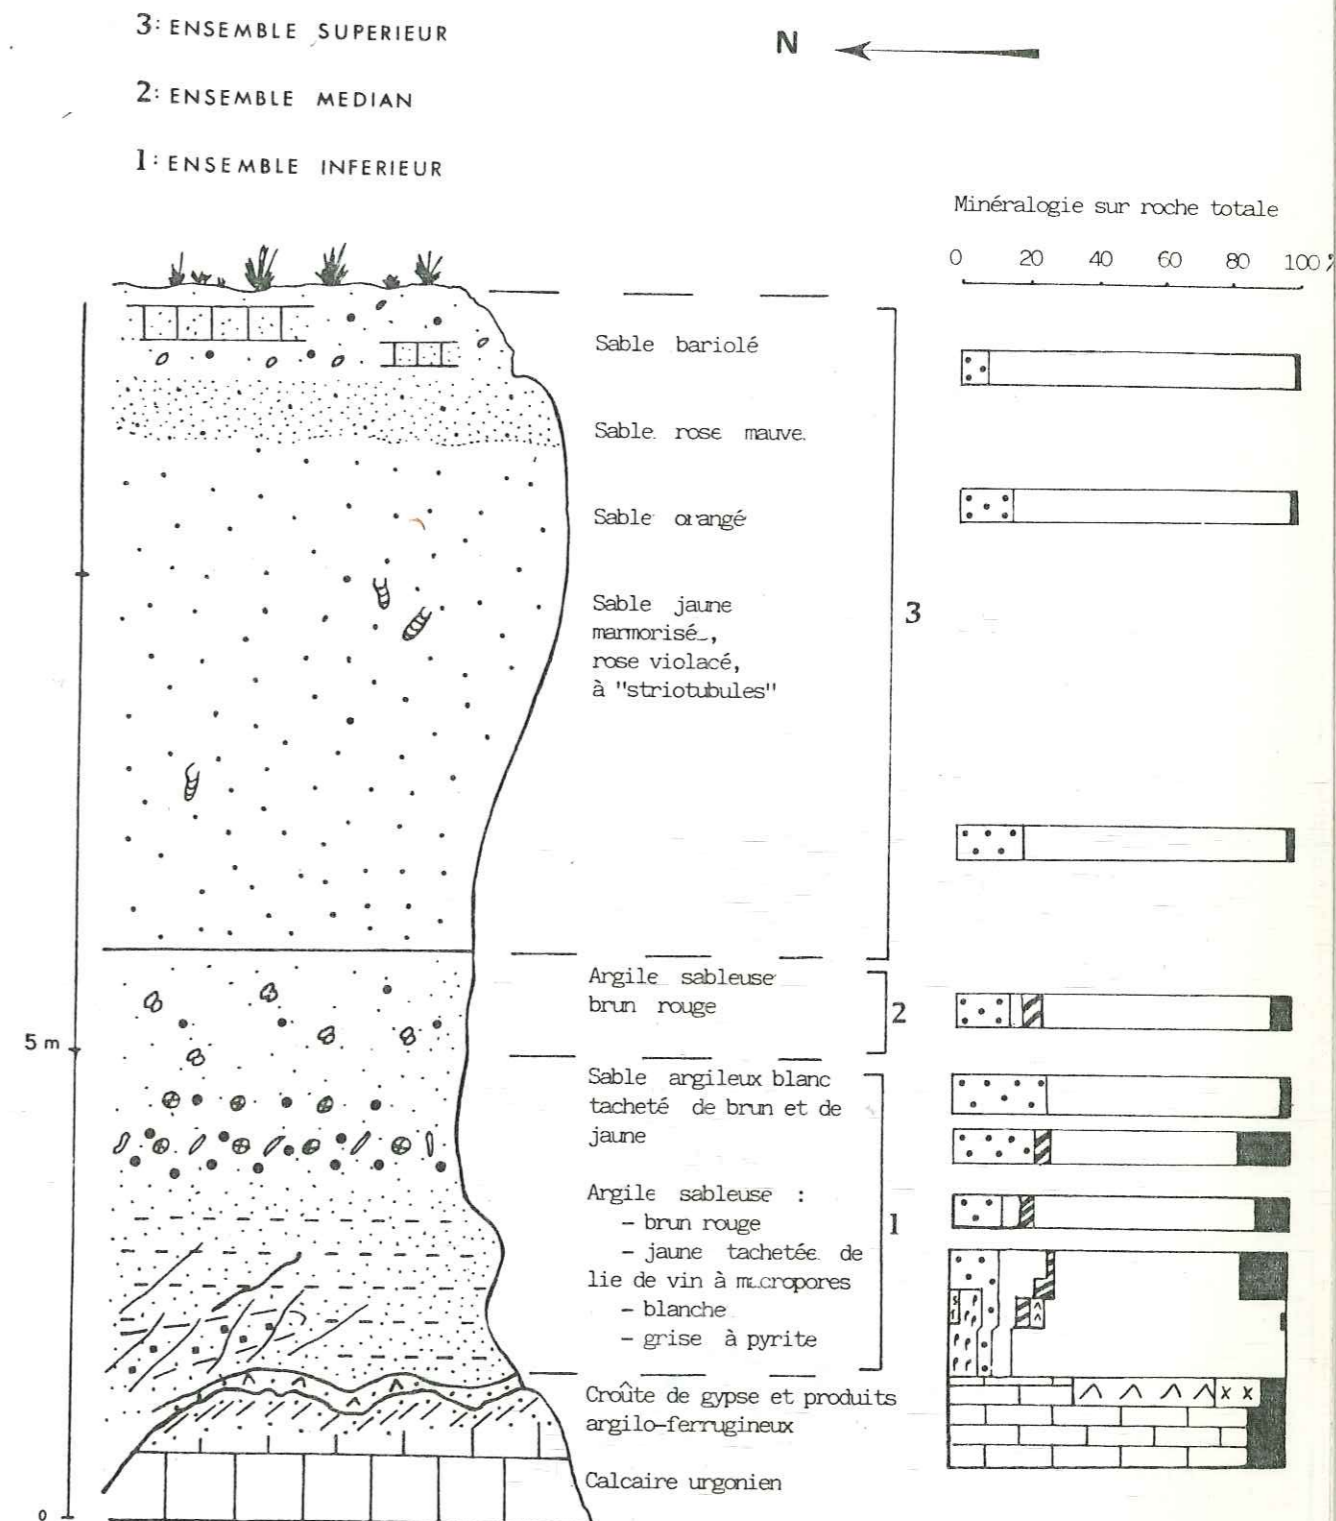 3: ENSEMBLE SUPERIEUR
N
2: ENSEMBLE MEDIAN
1: ENSEMBLE INFERIEUR
Minéralogie sur roche totale
0 20 40 60 80 100 %
Sable bariolé
Sable rose mauve
Sable orangé
Sable jaune
marmorisé,
rose violacé,
à "striotubules"
3
Argile sableuse
brun rouge
2
5 m
Sable argileux blanc
tacheté de brun et de
jaune
Argile sableuse :
- brun rouge
- jaune tachetée de
lie de vin à micropores
- blanche
- grise à pyrite
1
Croûte de gypse et produits
argilo-ferrugineux
Calcaire urgonien
0